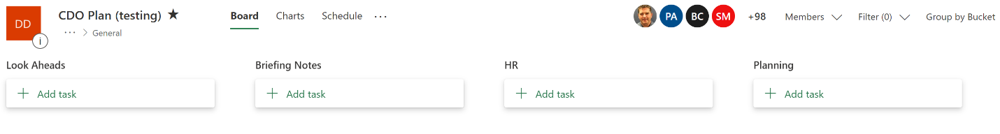 DD
CDO Plan (testing) ★
··· > General
i
Board
Charts
Schedule
···
PA
BC
SM
+98
Members
Filter (0)
Group by Bucket
Look Aheads
Briefing Notes
HR
Planning
+ Add task
+ Add task
+ Add task
+ Add task